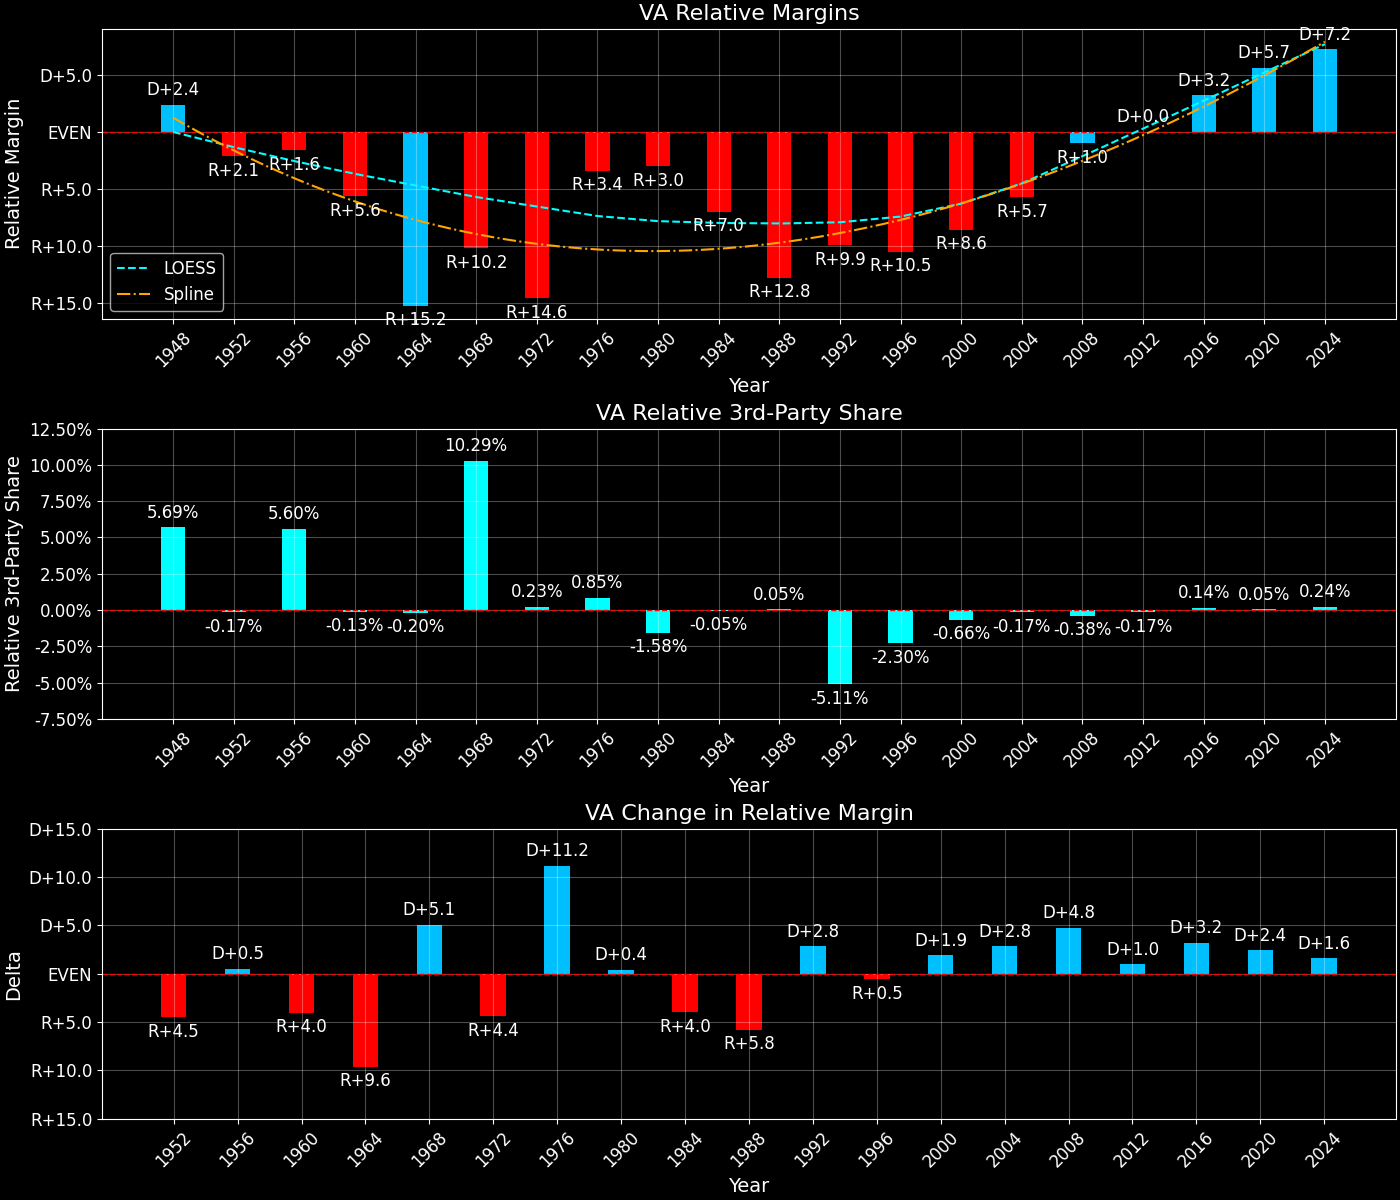 VA Relative Margins
Relative Margin
D+5.0
EVEN
R+5.0
R+10.0
R+15.0
D+2.4
R+2.1
R+1.6
R+5.6
R+15.2
R+10.2
R+14.6
R+3.4
R+3.0
R+7.0
R+12.8
R+9.9
R+10.5
R+8.6
R+5.7
R+1.0
D+0.0
D+3.2
D+5.7
D+7.2
LOESS
Spline
1948 1952 1956 1960 1964 1968 1972 1976 1980 1984 1988 1992 1996 2000 2004 2008 2012 2016 2020 2024
Year
VA Relative 3rd-Party Share
Relative 3rd-Party Share
12.50%
10.00%
7.50%
5.00%
2.50%
0.00%
-2.50%
-5.00%
-7.50%
5.69%
-0.17%
5.60%
-0.13%
-0.20%
10.29%
0.23%
0.85%
-1.58%
-0.05%
0.05%
-5.11%
-2.30%
-0.66%
-0.17%
-0.38%
-0.17%
0.14%
0.05%
0.24%
1948 1952 1956 1960 1964 1968 1972 1976 1980 1984 1988 1992 1996 2000 2004 2008 2012 2016 2020 2024
Year
VA Change in Relative Margin
Delta
D+15.0
D+10.0
D+5.0
EVEN
R+5.0
R+10.0
R+15.0
R+4.5
D+0.5
R+4.0
R+9.6
D+5.1
R+4.4
D+11.2
D+0.4
R+4.0
R+5.8
D+2.8
R+0.5
D+1.9
D+2.8
D+4.8
D+1.0
D+3.2
D+2.4
D+1.6
1952 1956 1960 1964 1968 1972 1976 1980 1984 1988 1992 1996 2000 2004 2008 2012 2016 2020 2024
Year